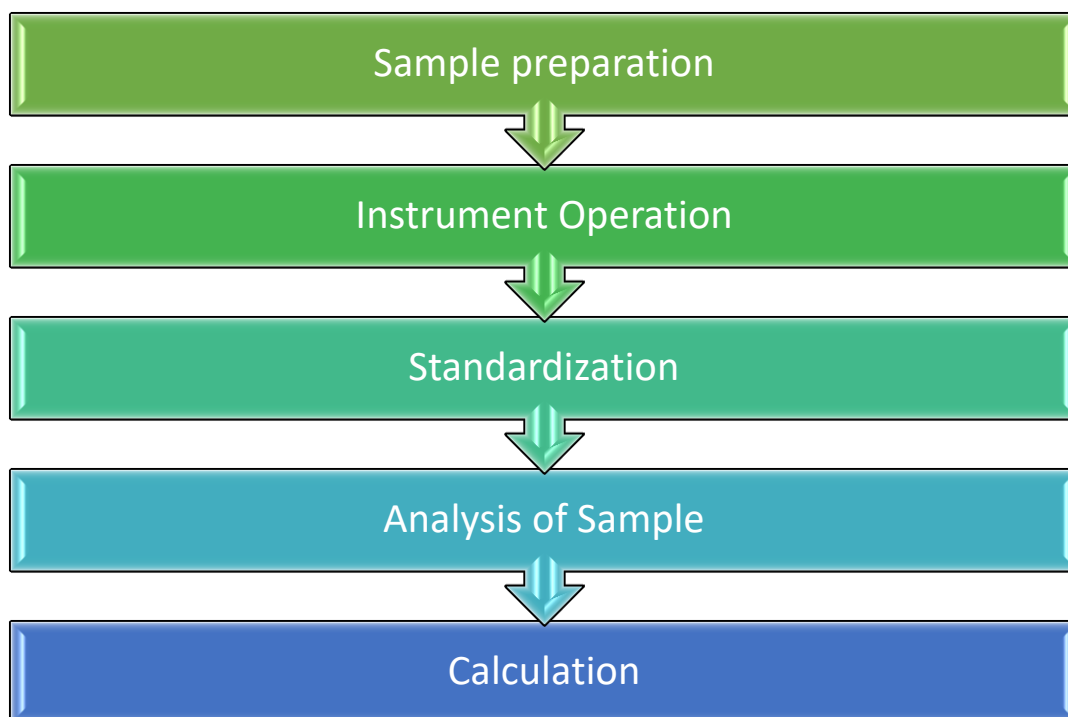 Sample preparation
Instrument Operation
Standardization
Analysis of Sample
Calculation